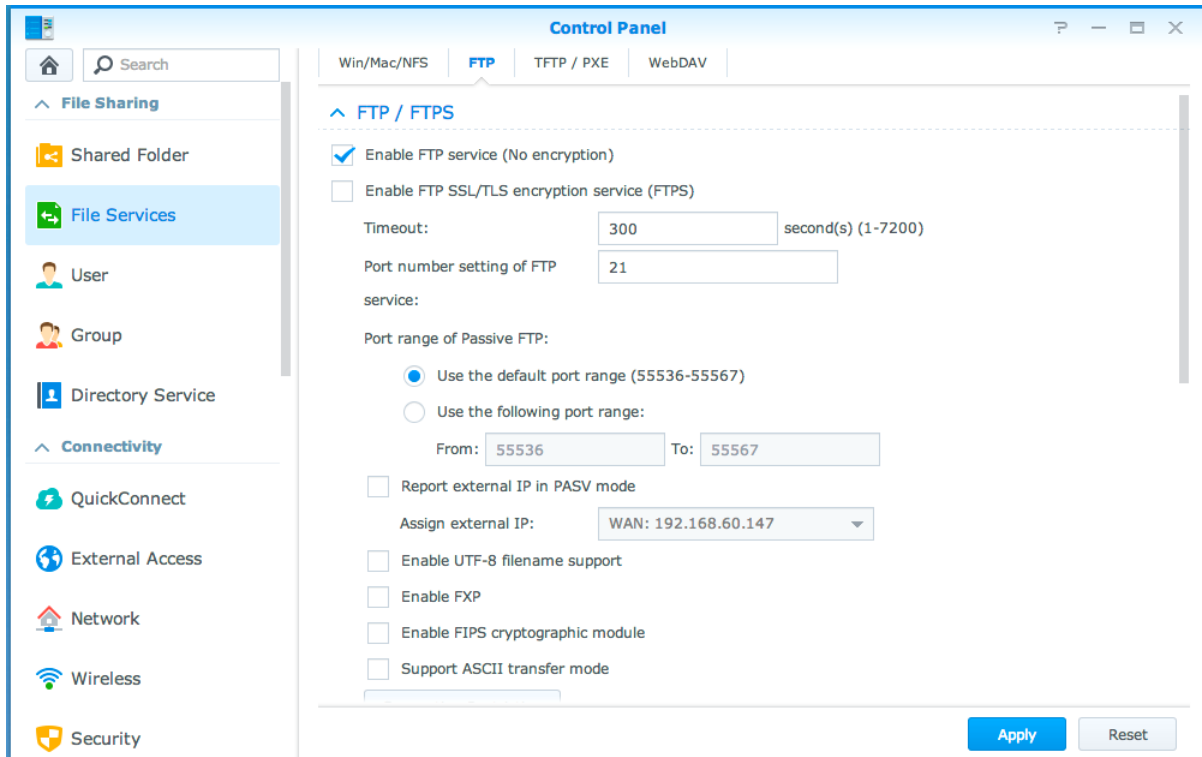 Control Panel
Search
File Sharing
Shared Folder
File Services
User
Group
Directory Service
Connectivity
QuickConnect
External Access
Network
Wireless
Security
Win/Mac/NFS FTP TFTP / PXE WebDAV
FTP / FTPS
Enable FTP service (No encryption)
Enable FTP SSL/TLS encryption service (FTPS)
Timeout: 300 second(s) (1-7200)
Port number setting of FTP 21
service:
Port range of Passive FTP:
Use the default port range (55536-55567)
Use the following port range:
From: 55536 To: 55567
Report external IP in PASV mode
Assign external IP: WAN: 192.168.60.147
Enable UTF-8 filename support
Enable FXP
Enable FIPS cryptographic module
Support ASCII transfer mode
Apply Reset